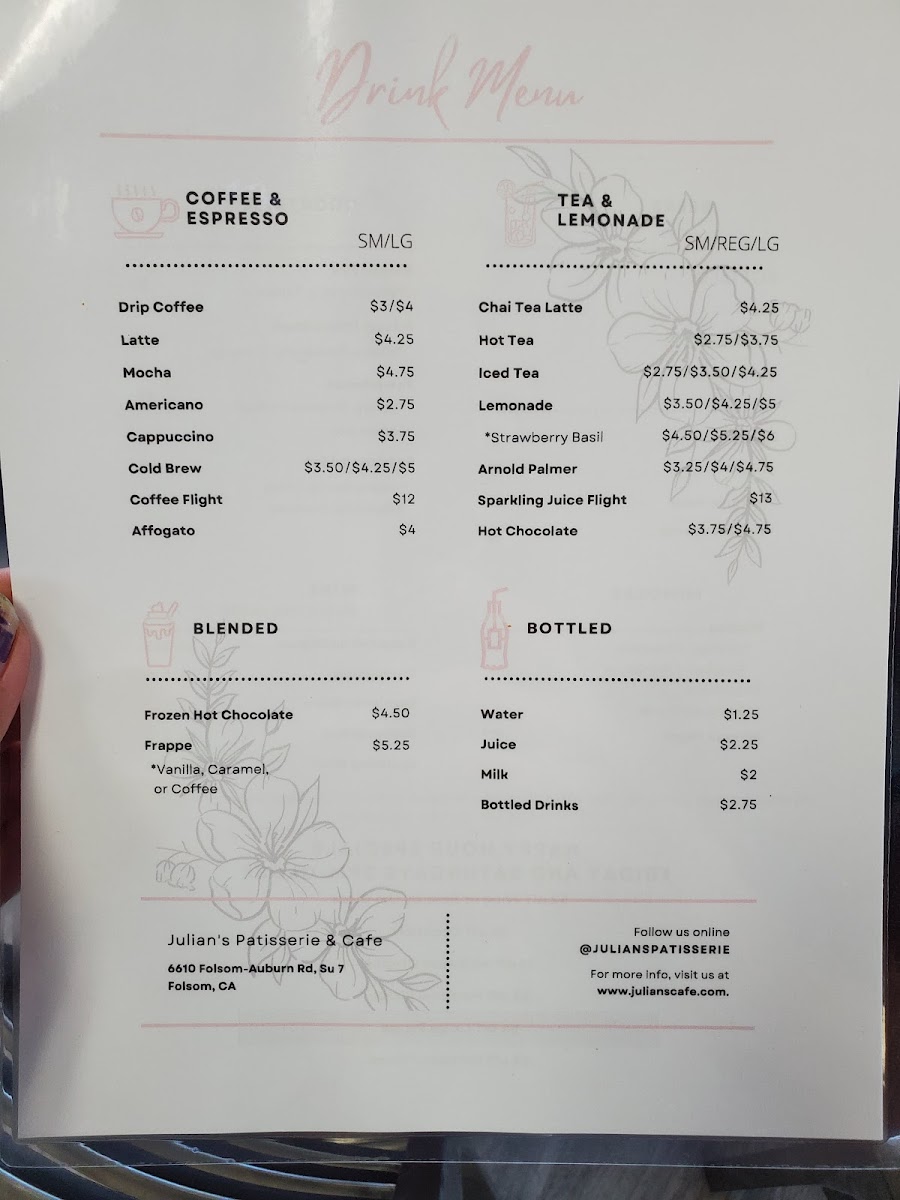 Drink Menu
COFFEE &
ESPRESSO
SM/LG
Drip Coffee $3/$4
Latte $4.25
Mocha $4.75
Americano $2.75
Cappuccino $3.75
Cold Brew $3.50/$4.25/$5
Coffee Flight $12
Affogato $4
TEA &
LEMONADE
SM/REG/LG
Chai Tea Latte $4.25
Hot Tea $2.75/$3.75
Iced Tea $2.75/$3.50/$4.25
Lemonade $3.50/$4.25/$5
*Strawberry Basil $4.50/$5.25/$6
Arnold Palmer $3.25/$4/$4.75
Sparkling Juice Flight $13
Hot Chocolate $3.75/$4.75
BLENDED
Frozen Hot Chocolate $4.50
Frappe $5.25
*Vanilla, Caramel,
or Coffee
BOTTLED
Water $1.25
Juice $2.25
Milk $2
Bottled Drinks $2.75
Julian's Patisserie & Cafe
6610 Folsom-Auburn Rd, Su 7
Folsom, CA
Follow us online
@JULIANSPATISSERIE
For more info, visit us at
www.julianscafe.com.